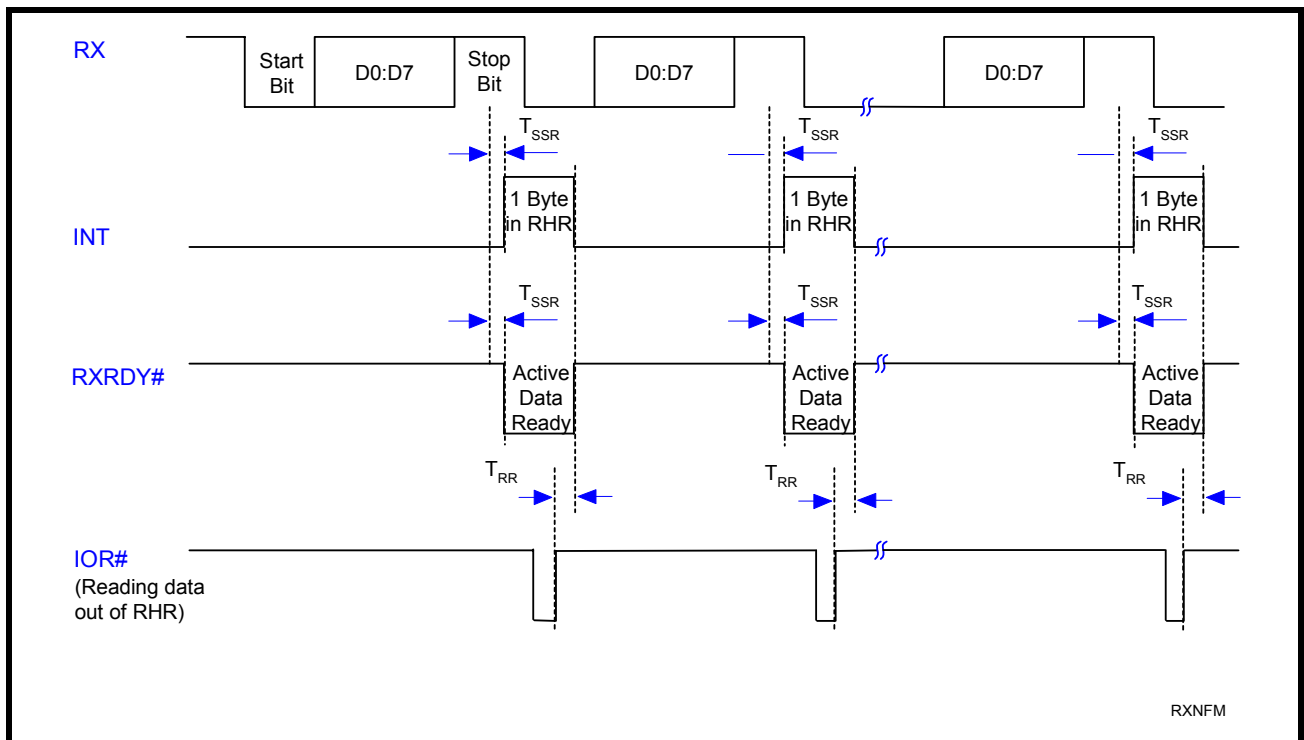 RX
Start
Bit
D0:D7
Stop
Bit
D0:D7
D0:D7
TSSR
TSSR
TSSR
INT
1 Byte
in RHR
1 Byte
in RHR
1 Byte
in RHR
TSSR
TSSR
TSSR
RXRDY#
Active
Data
Ready
Active
Data
Ready
Active
Data
Ready
TRR
TRR
TRR
IOR#
(Reading data
out of RHR)
RXNFM